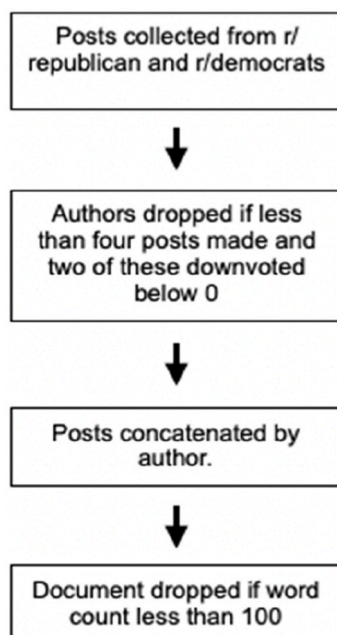 Posts collected from r/
republican and r/democrats
Authors dropped if less
than four posts made and
two of these downvoted
below 0
Posts concatenated by
author.
Document dropped if word
count less than 100